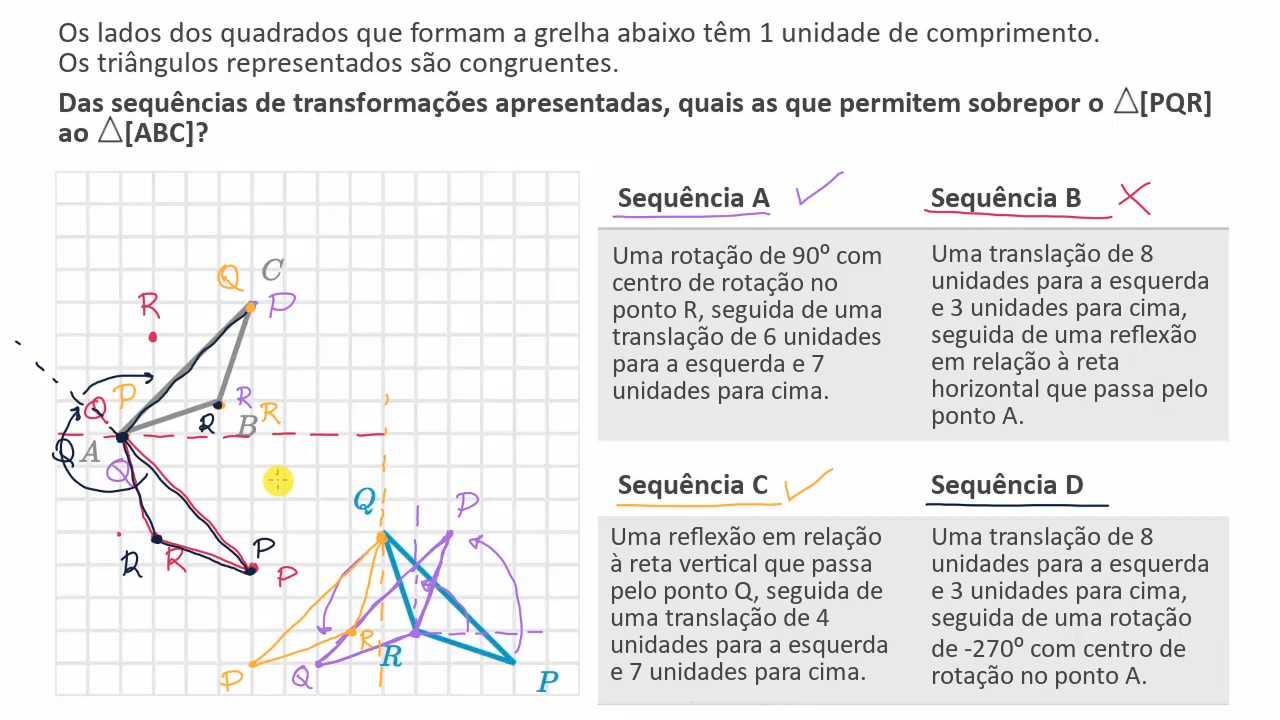 Os lados dos quadrados que formam a grelha abaixo têm 1 unidade de comprimento.
Os triângulos representados são congruentes.
Das sequências de transformações apresentadas, quais as que permitem sobrepor o △[PQR]
ao △[ABC]?
Sequência A
Uma rotação de 90º com
centro de rotação no
ponto R, seguida de uma
translação de 6 unidades
para a esquerda e 7
unidades para cima.
Sequência B
Uma translação de 8
unidades para a esquerda
e 3 unidades para cima,
seguida de uma reflexão
em relação à reta
horizontal que passa pelo
ponto A.
Sequência C
Uma reflexão em relação
à reta vertical que passa
pelo ponto Q, seguida de
uma translação de 4
unidades para a esquerda
e 7 unidades para cima.
Sequência D
Uma translação de 8
unidades para a esquerda
e 3 unidades para cima,
seguida de uma rotação
de -270º com centro de
rotação no ponto A.
Q C
R P
P R
Q R R B
Q A
Q
Q P
R R P P
R R
P Q P